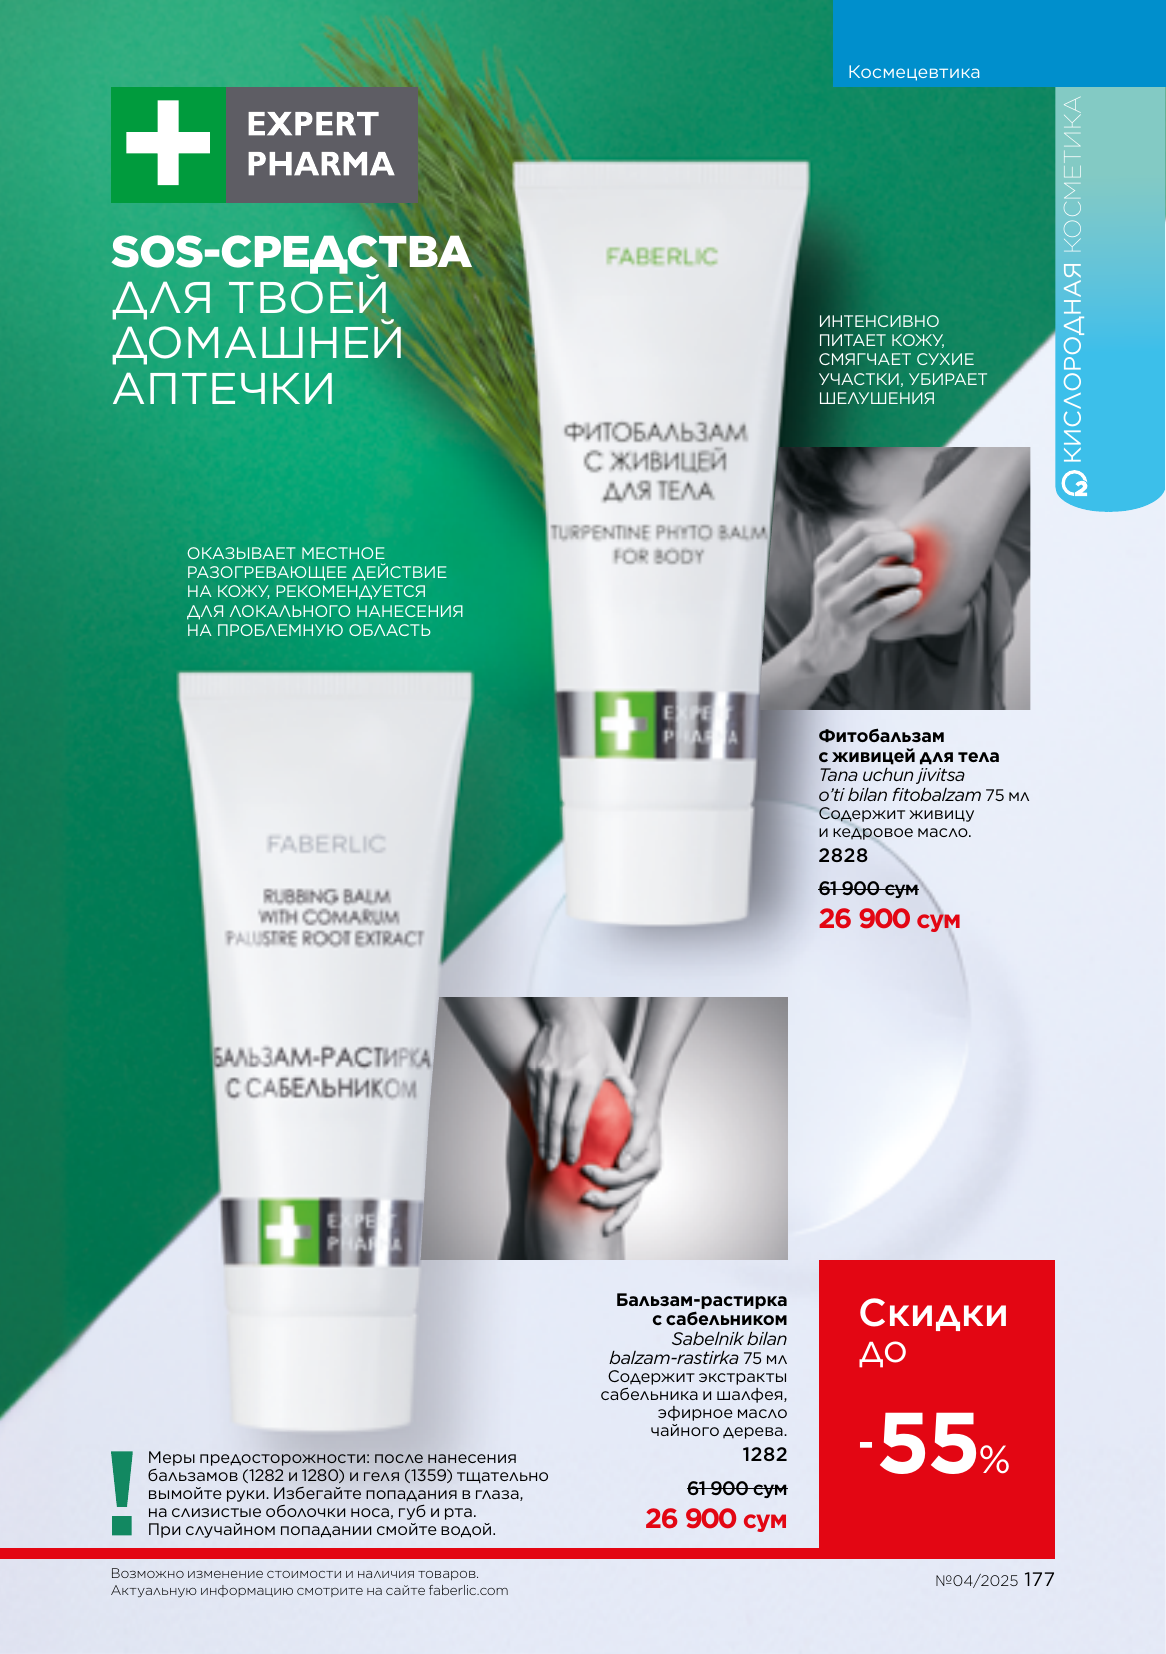 Космецевтика
КИСЛОРОДНАЯ КОСМЕТИКА
O2
EXPERT
PHARMA
SOS-СРЕДСТВА
ДЛЯ ТВОЕЙ
ДОМАШНЕЙ
АПТЕЧКИ
FABERLIC
ФИТОБАЛЬЗАМ
С ЖИВИЦЕЙ
ДЛЯ ТЕЛА
TURPENTINE PHYTO BALM
FOR BODY
EXPERT
PHARMA
ИНТЕНСИВНО
ПИТАЕТ КОЖУ,
СМЯГЧАЕТ СУХИЕ
УЧАСТКИ, УБИРАЕТ
ШЕЛУШЕНИЯ
ОКАЗЫВАЕТ МЕСТНОЕ
РАЗОГРЕВАЮЩЕЕ ДЕЙСТВИЕ
НА КОЖУ, РЕКОМЕНДУЕТСЯ
ДЛЯ ЛОКАЛЬНОГО НАНЕСЕНИЯ
НА ПРОБЛЕМНУЮ ОБЛАСТЬ
Фитобальзам
с живицей для тела
Tana uchun jivitsa
o'ti bilan fitobalzam 75 мл
Содержит живицу
и кедровое масло.
2828
61 900 сум
26 900 сум
FABERLIC
RUBBING BALM
WITH COMARUM
PALUSTRE ROOT EXTRACT
БАЛЬЗАМ-РАСТИРКА
С САБЕЛЬНИКОМ
EXPERT
PHARMA
Бальзам-растирка
с сабельником
Sabelnik bilan
balzam-rastirka 75 мл
Содержит экстракты
сабельника и шалфея,
эфирное масло
чайного дерева.
1282
61 900 сум
26 900 сум
Скидки
до
-55%
! Меры предосторожности: после нанесения
бальзамов (1282 и 1280) и геля (1359) тщательно
вымойте руки. Избегайте попадания в глаза,
на слизистые оболочки носа, губ и рта.
При случайном попадании смойте водой.
Возможно изменение стоимости и наличия товаров.
Актуальную информацию смотрите на сайте faberlic.com
№04/2025 177